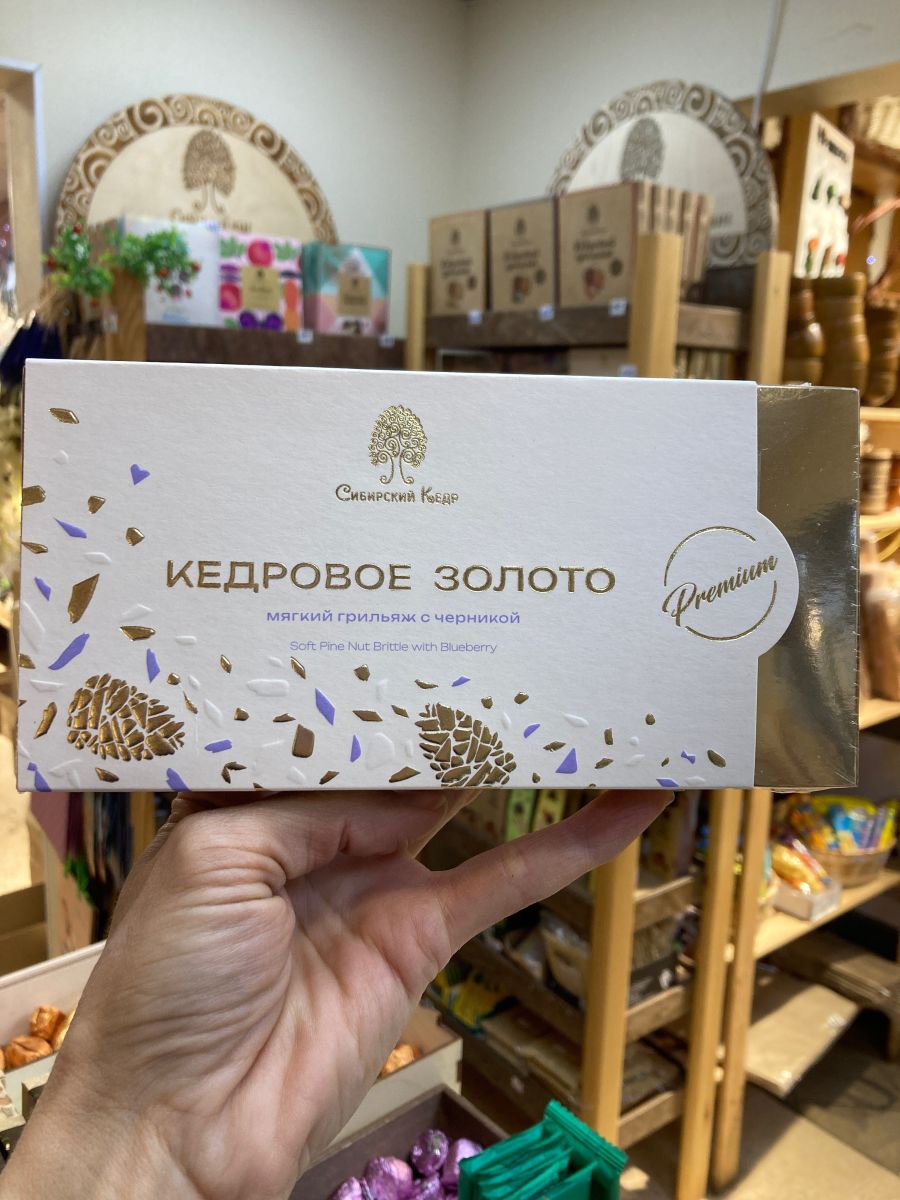 Сибирский Кедр
КЕДРОВОЕ ЗОЛОТО
мягкий грильяж с черникой
Soft Pine Nut Brittle with Blueberry
Premium